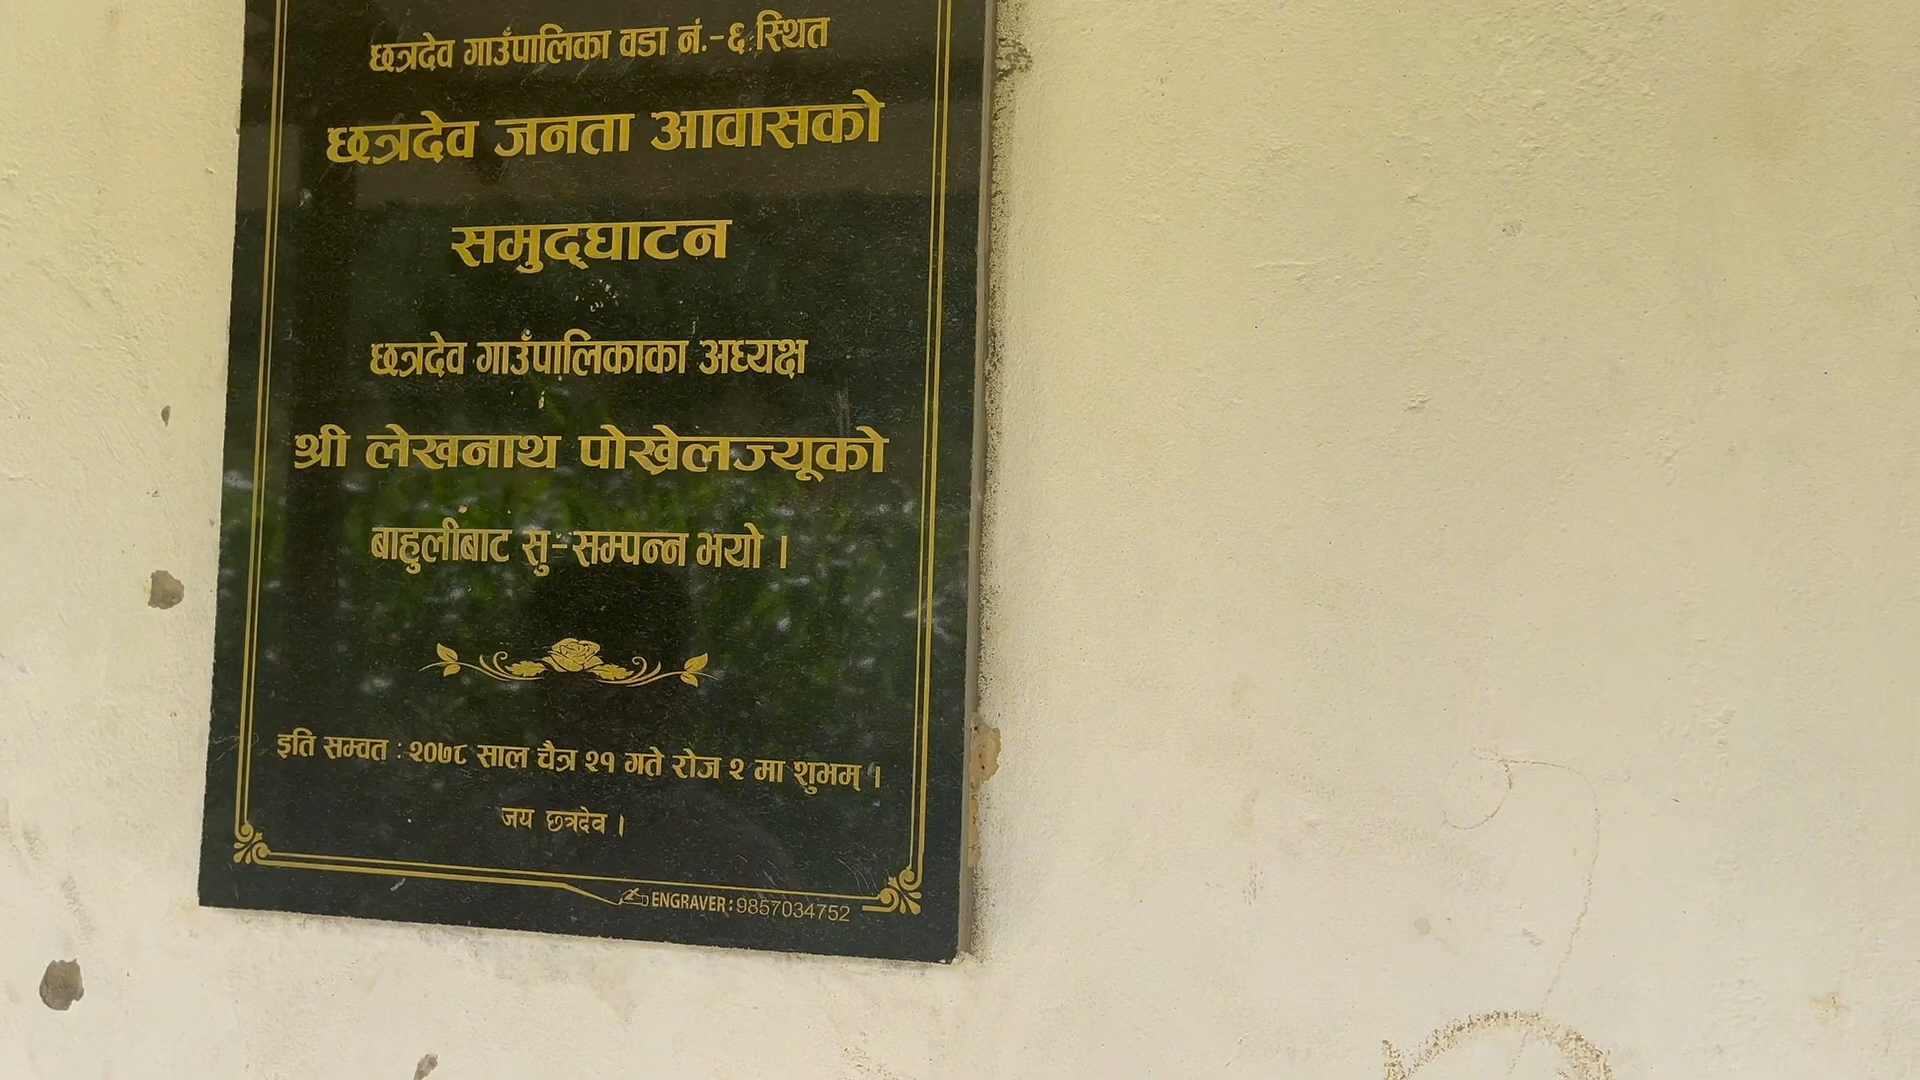 छत्रदेव गाउँपालिका वडा नं.-६ स्थित
छत्रदेव जनता आवासको
समुद्घाटन
छत्रदेव गाउँपालिकाका अध्यक्ष
श्री लेखनाथ पोख्रेलज्यूको
बाहुलीबाट सु-सम्पन्न भयो ।
इति सम्वत : २०७८ साल चैत्र २१ गते रोज २ मा शुभम् ।
जय छत्रदेव ।
ENGRAVER : 9857034752